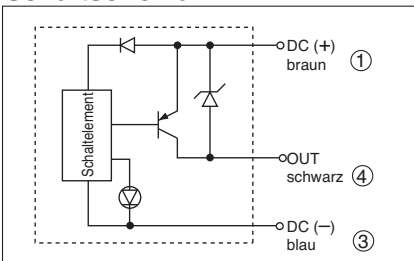 DC (+)
braun ①
Schaltelement
OUT
schwarz ④
DC (−)
blau ③